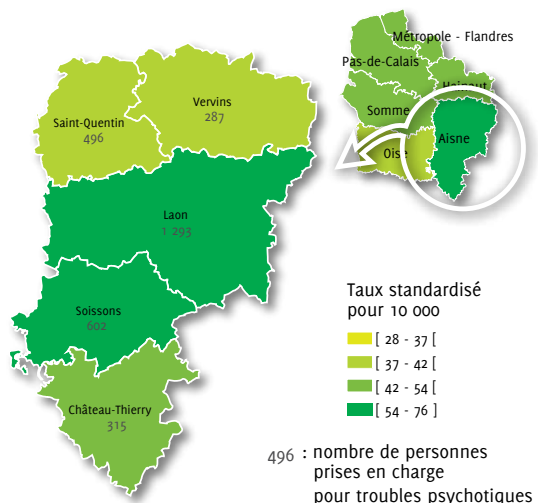 Métropole - Flandres
Pas-de-Calais
Hainaut
Somme
Aisne
Oise
Vervins
287
Saint-Quentin
496
Laon
1 293
Soissons
602
Château-Thierry
315
Taux standardisé
pour 10 000
[ 28 - 37 [
[ 37 - 42 [
[ 42 - 54 [
[ 54 - 76 ]
496 : nombre de personnes
prises en charge
pour troubles psychotiques